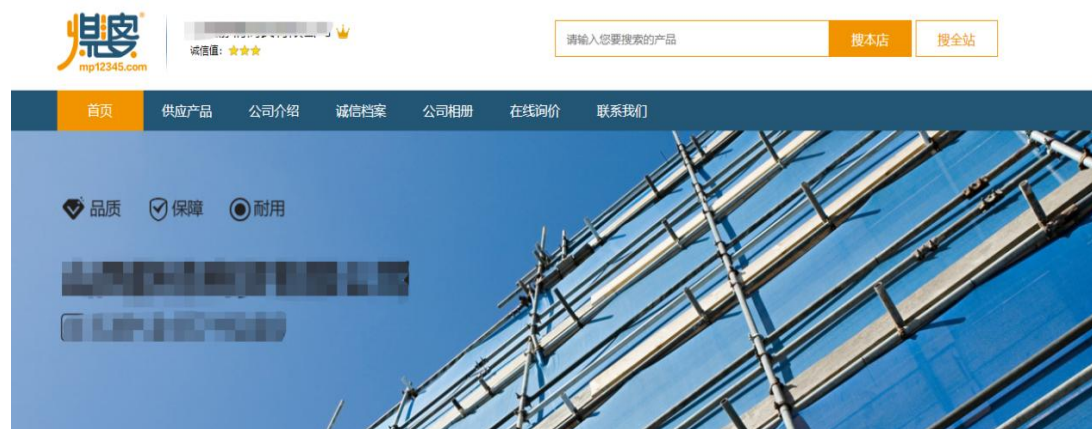 煤婆
mp12345.com
诚信值：
请输入您要搜索的产品
搜本店
搜全站
首页 供应产品 公司介绍 诚信档案 公司相册 在线询价 联系我们
品质 保障 耐用